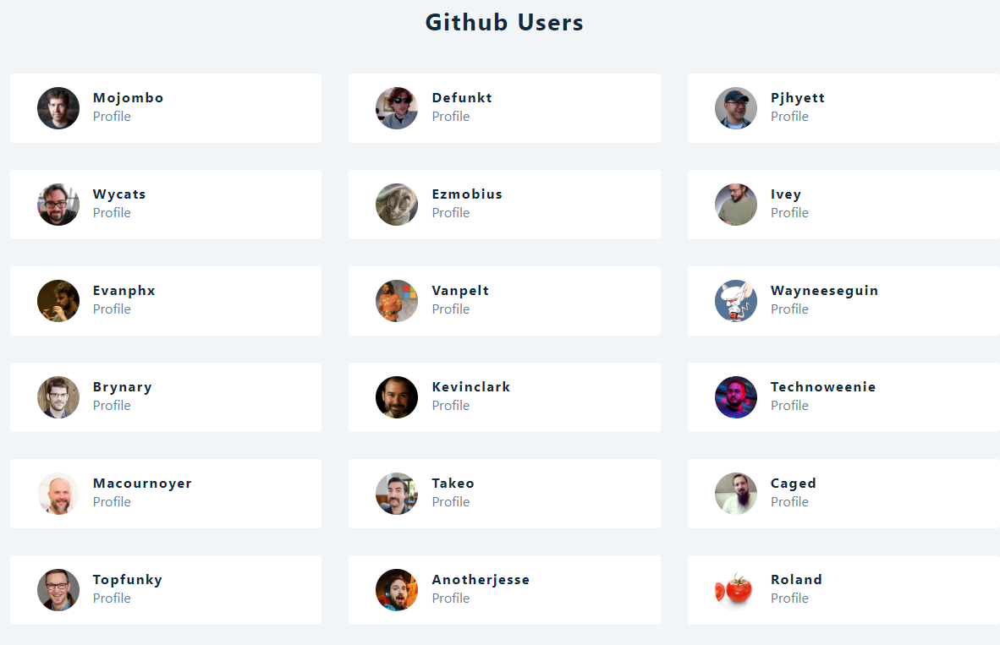 Github Users
Mojombo
Profile
Defunkt
Profile
Pjhyett
Profile
Wycats
Profile
Ezmobius
Profile
Ivey
Profile
Evanphx
Profile
Vanpelt
Profile
Wayneeseguin
Profile
Brynary
Profile
Kevinclark
Profile
Technoweenie
Profile
Macournoyer
Profile
Takeo
Profile
Caged
Profile
Topfunky
Profile
Anotherjesse
Profile
Roland
Profile